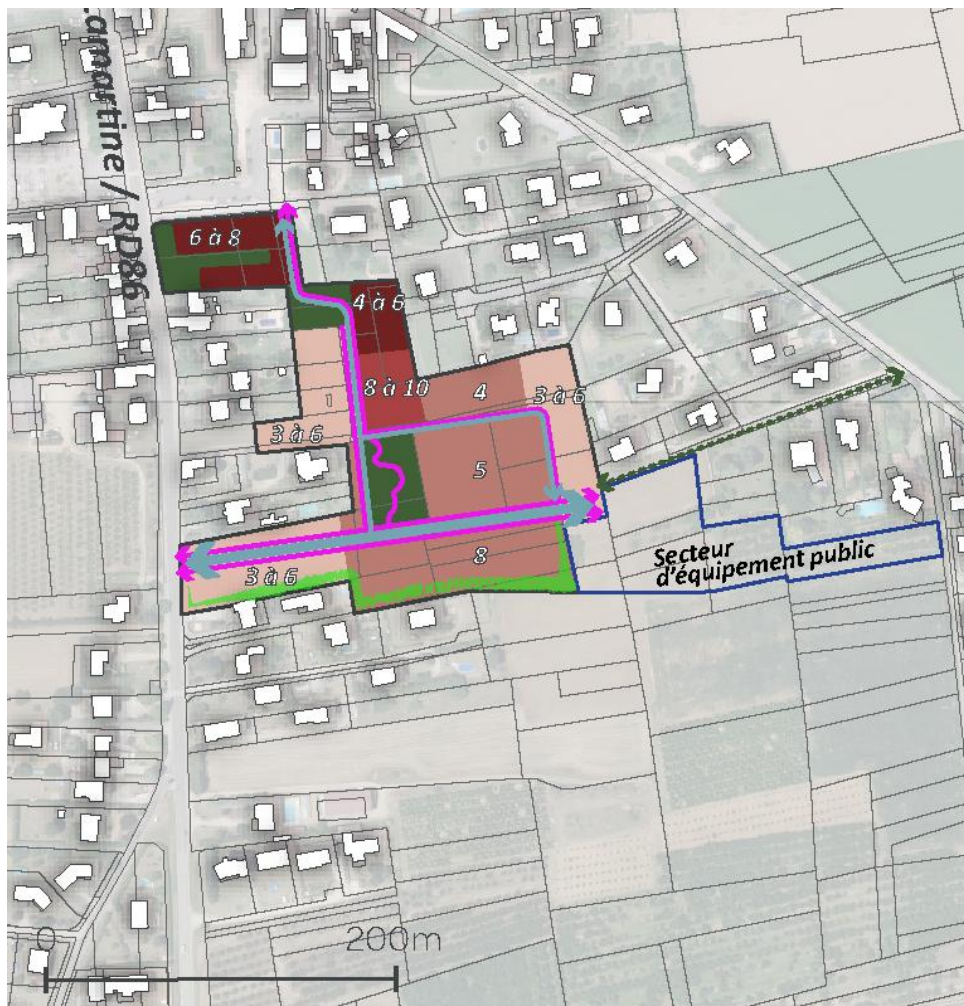 Lamartine / RD86
6 à 8
4 à 6
8 à 10
4
3 à 6
1
3 à 6
5
3 à 6
8
Secteur
d'équipement public
0
200m